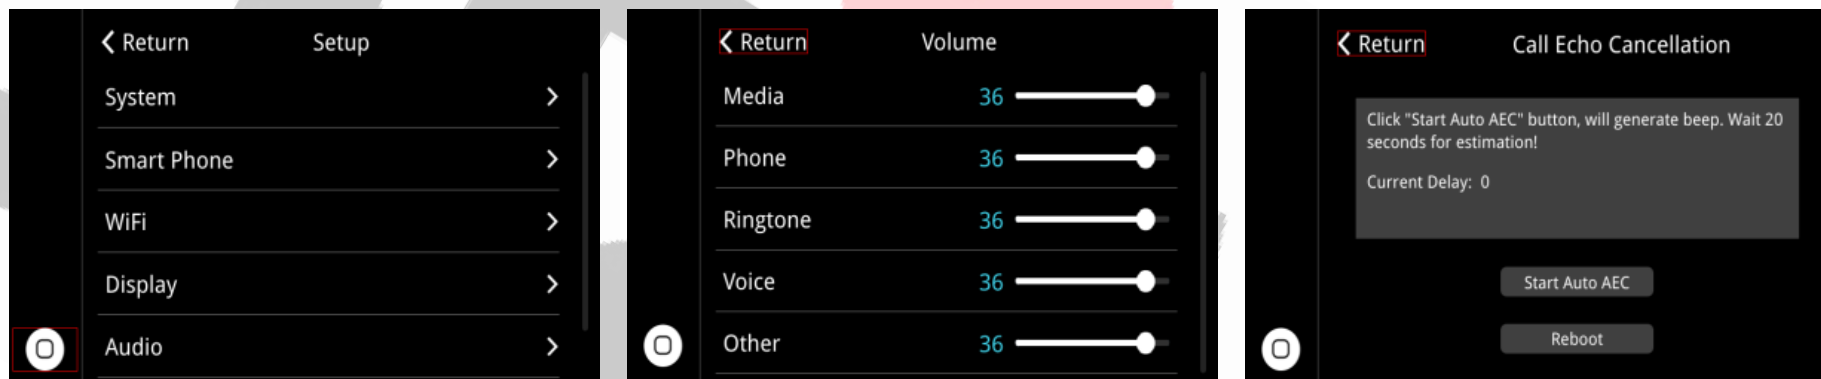 Return Setup
System
Smart Phone
WiFi
Display
Audio
Return Volume
Media 36
Phone 36
Ringtone 36
Voice 36
Other 36
Return Call Echo Cancellation
Click "Start Auto AEC" button, will generate beep. Wait 20
seconds for estimation!
Current Delay: 0
Start Auto AEC
Reboot